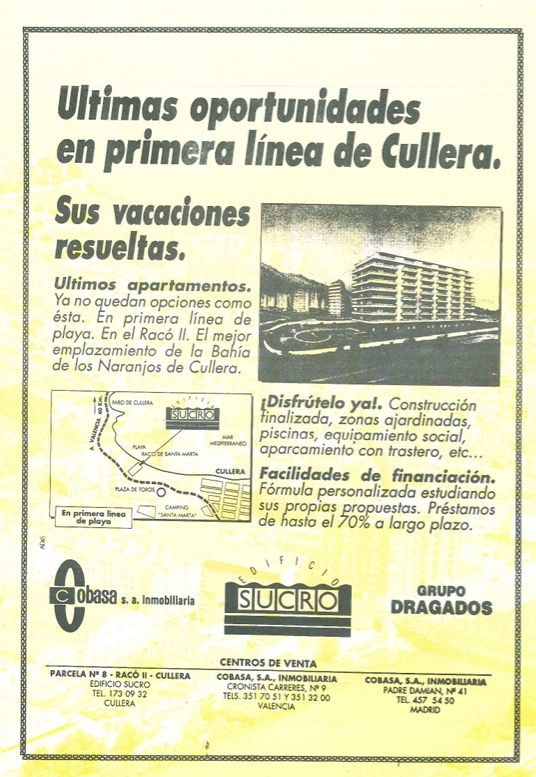 Ultimas oportunidades
en primera línea de Cullera.
Sus vacaciones
resueltas.
Ultimos apartamentos.
Ya no quedan opciones como
ésta. En primera línea de
playa. En el Racó II. El mejor
emplazamiento de la Bahía
de los Naranjos de Cullera.
A VALENCIA 40 Km.
FARO DE CULLERA
EDIFICIO
SUCRO
PLAYA
RACO DE SANTA MARTA
MAR
MEDITERRANEO
CULLERA
PLAZA DE TOROS
CAMPING
"SANTA MARTA"
En primera línea
de playa
¡Disfrútelo ya!. Construcción
finalizada, zonas ajardinadas,
piscinas, equipamiento social,
aparcamiento con trastero, etc...
Facilidades de financiación.
Fórmula personalizada estudiando
sus propias propuestas. Préstamos
de hasta el 70% a largo plazo.
Cobasa s. a. inmobiliaria
EDIFICIO
SUCRO
GRUPO
DRAGADOS
CENTROS DE VENTA
PARCELA Nº 8 - RACÓ II - CULLERA
EDIFICIO SUCRO
TEL. 173 09 32
CULLERA
COBASA, S.A., INMOBILIARIA
CRONISTA CARRERES, Nº 9
TELS. 351 70 51 Y 351 32 00
VALENCIA
COBASA, S.A., INMOBILIARIA
PADRE DAMIAN, Nº 41
TEL. 457 54 50
MADRID